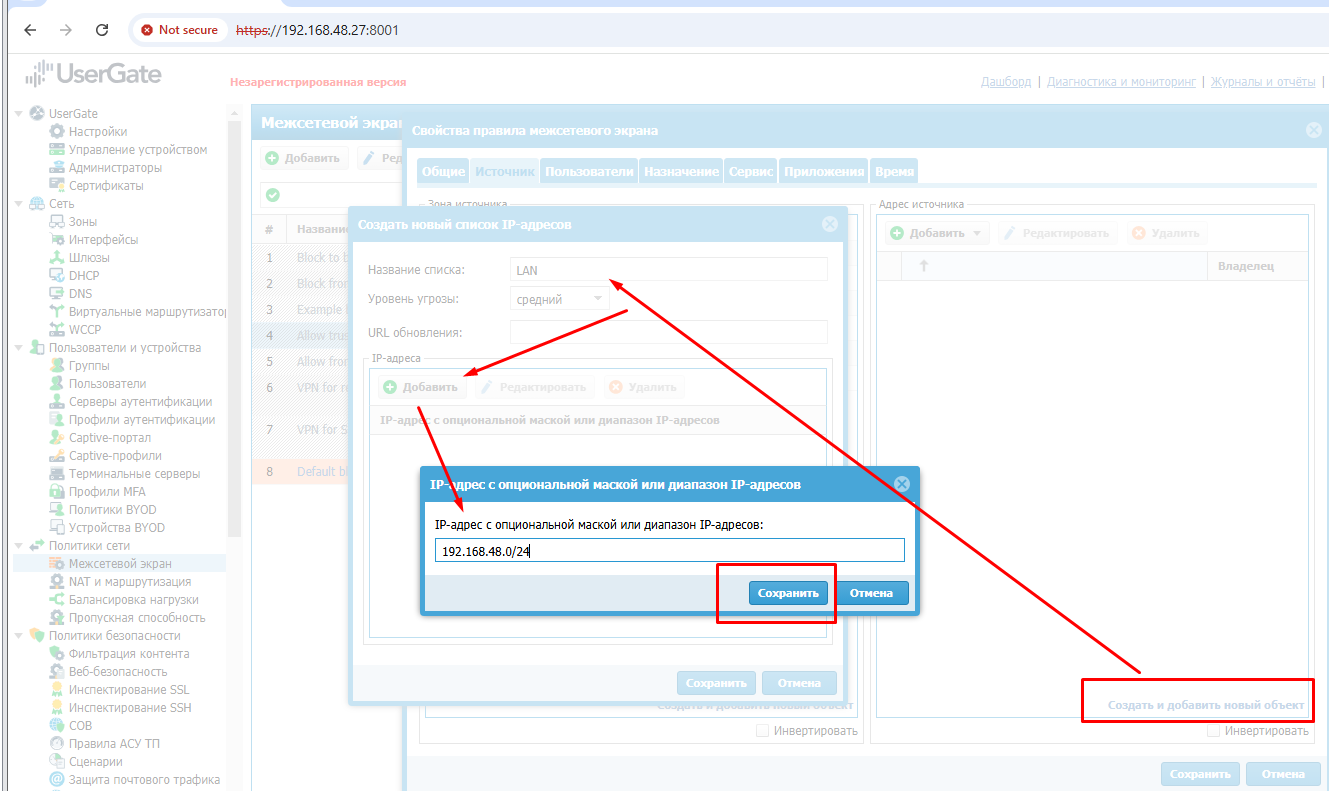 Not secure https://192.168.48.27:8001
UserGate
Незарегистрированная версия
Дашборд | Диагностика и мониторинг | Журналы и отчёты |
UserGate
Настройки
Управление устройством
Администраторы
Сертификаты
Сеть
Зоны
Интерфейсы
Шлюзы
DHCP
DNS
Виртуальные маршрутизатор
WCCP
Пользователи и устройства
Группы
Пользователи
Серверы аутентификации
Профили аутентификации
Captive-портал
Captive-профили
Терминальные серверы
Профили MFA
Политики BYOD
Устройства BYOD
Политики сети
Межсетевой экран
NAT и маршрутизация
Балансировка нагрузки
Пропускная способность
Политики безопасности
Фильтрация контента
Веб-безопасность
Инспектирование SSL
Инспектирование SSH
СОВ
Правила АСУ ТП
Сценарии
Защита почтового трафика
Межсетевой экран
Добавить
Ред
# Названи
1 Block to b
2 Block fron
3 Example
4 Allow trus
5 Allow fron
6 VPN for r
7 VPN for S
8 Default bl
Свойства правила межсетевого экрана
Общие Источник Пользователи Назначение Сервис Приложения Время
Зона источника
Создать и добавить новый объект
Инвертировать
Адрес источника
Добавить Редактировать Удалить
Владелец
Создать и добавить новый объект
Инвертировать
Сохранить Отмена
Создать новый список IP-адресов
Название списка: LAN
Уровень угрозы: средний
URL обновления:
IP-адреса
Добавить Редактировать Удалить
IP-адрес с опциональной маской или диапазон IP-адресов
Сохранить Отмена
IP-адрес с опциональной маской или диапазон IP-адресов
IP-адрес с опциональной маской или диапазон IP-адресов:
192.168.48.0/24
Сохранить Отмена